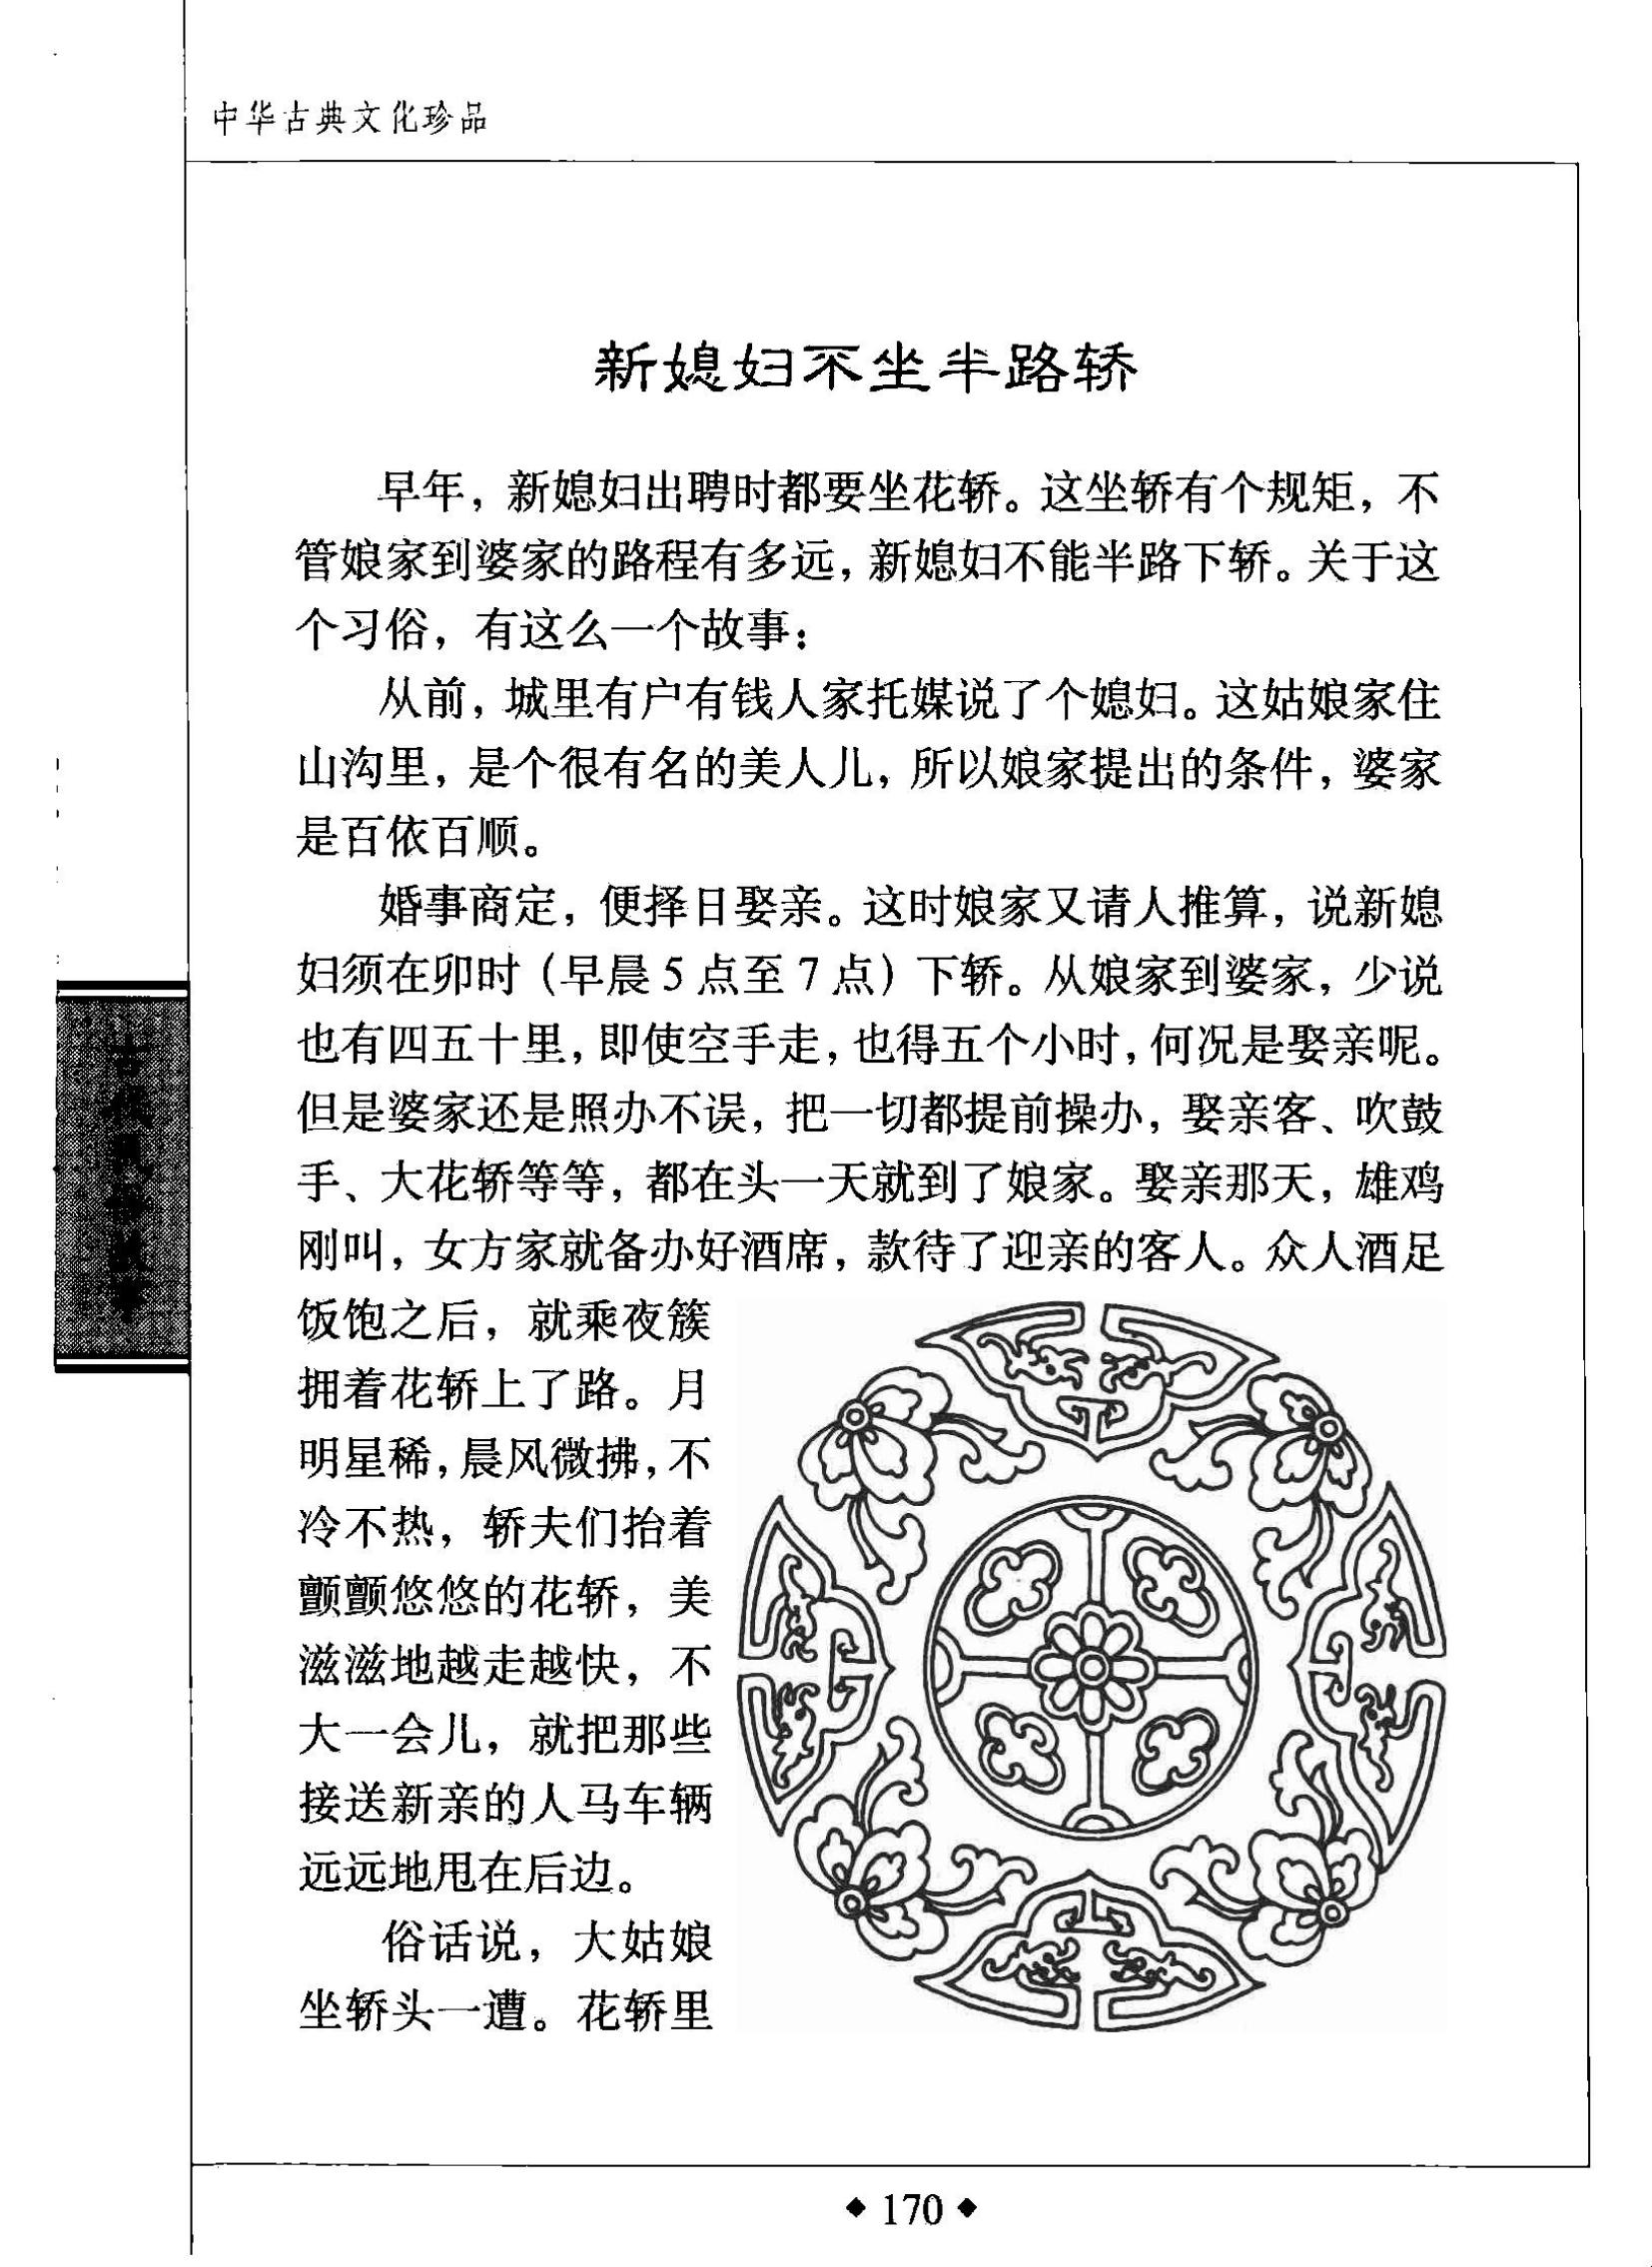 中华古典文化珍品
新媳妇不坐半路轿
早年，新媳妇出聘时都要坐花轿。这坐轿有个规矩，不
管娘家到婆家的路程有多远，新媳妇不能半路下轿。关于这
个习俗，有这么一个故事：
从前，城里有户有钱人家托媒说了个媳妇。这姑娘家住
山沟里，是个很有名的美人儿，所以娘家提出的条件，婆家
是百依百顺。
婚事商定，便择日娶亲。这时娘家又请人推算，说新媳
妇须在卯时（早晨5点至7点）下轿。从娘家到婆家，少说
也有四五十里，即使空手走，也得五个小时，何况是娶亲呢。
但是婆家还是照办不误，把一切都提前操办，娶亲客、吹鼓
手、大花轿等等，都在头一天就到了娘家。娶亲那天，雄鸡
刚叫，女方家就备办好酒席，款待了迎亲的客人。众人酒足
饭饱之后，就乘夜簇
拥着花轿上了路。月
明星稀，晨风微拂，不
冷不热，轿夫们抬着
颤颤悠悠的花轿，美
滋滋地越走越快，不
大一会儿，就把那些
接送新亲的人马车辆
远远地甩在后边。
俗话说，大姑娘
坐轿头一遭。花轿里
古代风俗故事
◆170◆